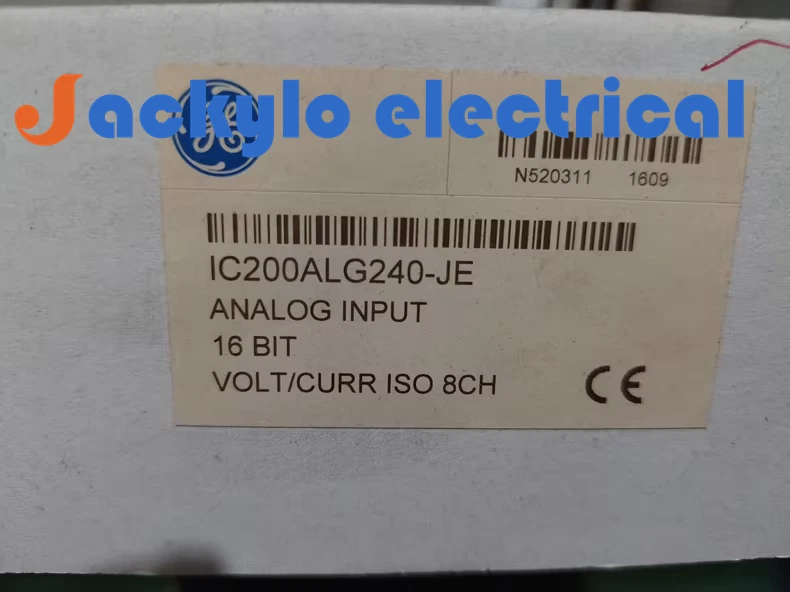 Jackylo electrical
N520311 1609
IC200ALG240-JE
ANALOG INPUT
16 BIT
VOLT/CURR ISO 8CH
CE